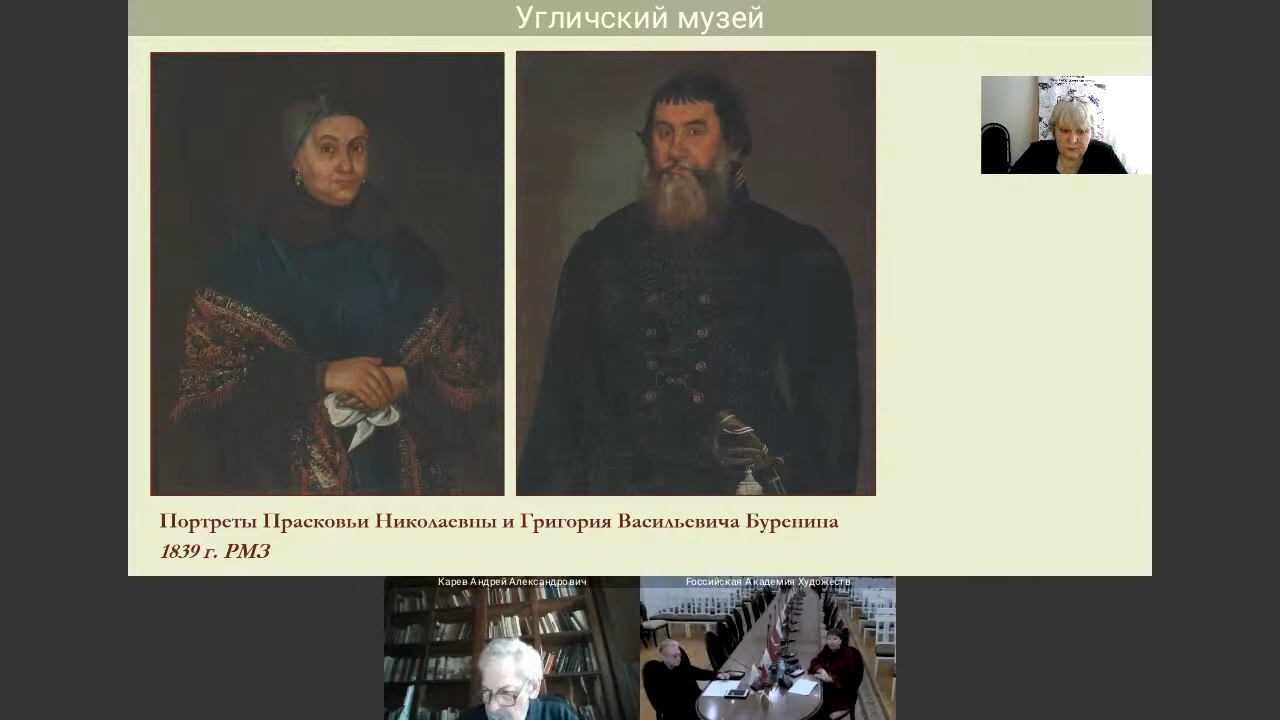 Угличский музей
Портреты Прасковьи Николаевны и Григория Васильевича Буренина
1839 г. РМЗ
Карев Андрей Александрович
Российская Академия Художеств